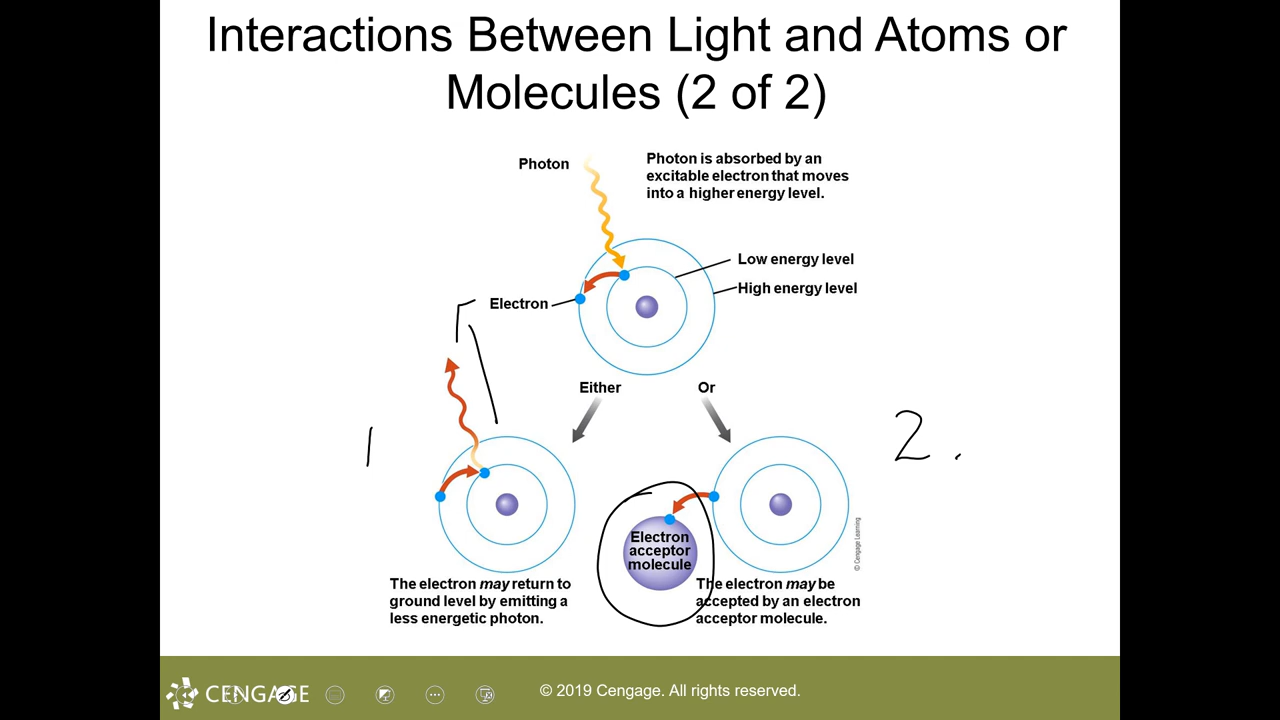 Interactions Between Light and Atoms or
Molecules (2 of 2)
Photon
Photon is absorbed by an
excitable electron that moves
into a higher energy level.
Low energy level
High energy level
Electron
Either
Or
1
2.
Electron
acceptor
molecule
The electron may return to
ground level by emitting a
less energetic photon.
The electron may be
accepted by an electron
acceptor molecule.
© Cengage Learning
CENGAGE
© 2019 Cengage. All rights reserved.